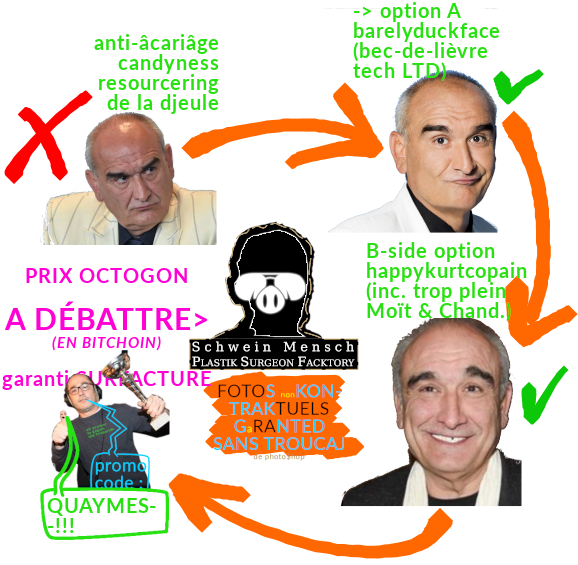 -> option A
barelyduckface
(bec-de-lièvre
tech LTD)
anti-âcariâge
candyness
resourcering
de la djeule
B-side option
happykurtcopain
(inc. trop plein
Moït & Chand.)
PRIX OCTOGON
A DÉBATTRE>
(EN BITCHOIN)
garanti SURFACTURE
Schwein Mensch
PLASTIK SURGEON FACKTORY
FOTOS nonKON-
TRAKTUELS
GaRANTED
SANS TROUCAJ
de photoshop
promo
code :
QUAYMES-
-!!!